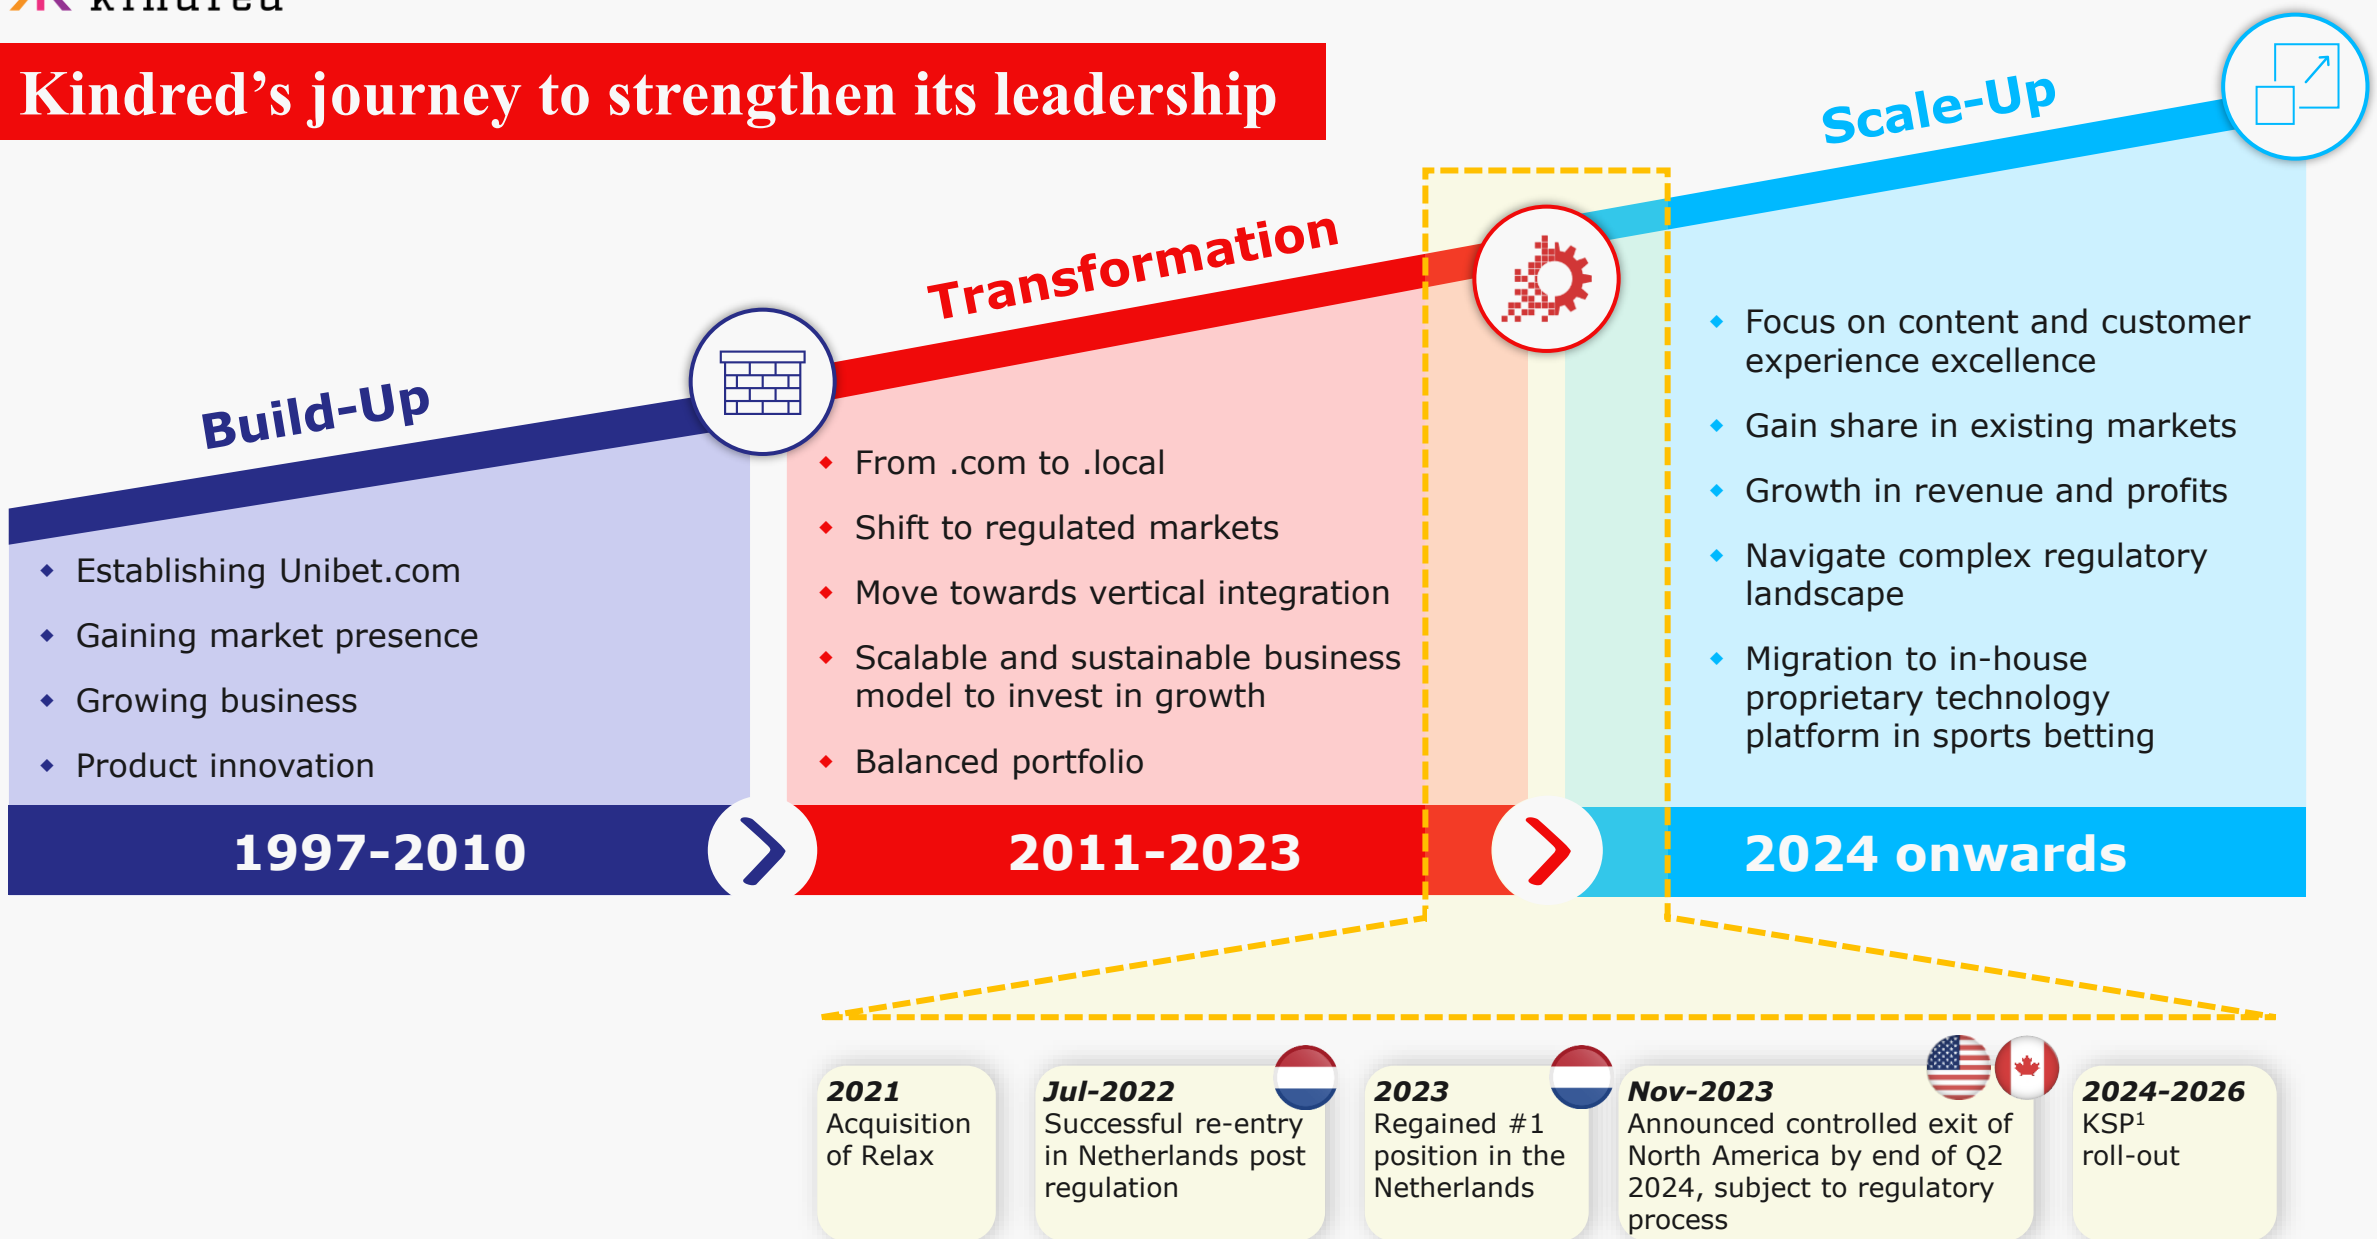 kindred
Kindred’s journey to strengthen its leadership
Build-Up
Establishing Unibet.com
Gaining market presence
Growing business
Product innovation
1997-2010
Transformation
From .com to .local
Shift to regulated markets
Move towards vertical integration
Scalable and sustainable business
model to invest in growth
Balanced portfolio
2011-2023
Scale-Up
Focus on content and customer
experience excellence
Gain share in existing markets
Growth in revenue and profits
Navigate complex regulatory
landscape
Migration to in-house
proprietary technology
platform in sports betting
2024 onwards
2021
Acquisition
of Relax
Jul-2022
Successful re-entry
in Netherlands post
regulation
2023
Regained #1
position in the
Netherlands
Nov-2023
Announced controlled exit of
North America by end of Q2
2024, subject to regulatory
process
2024-2026
KSP¹
roll-out